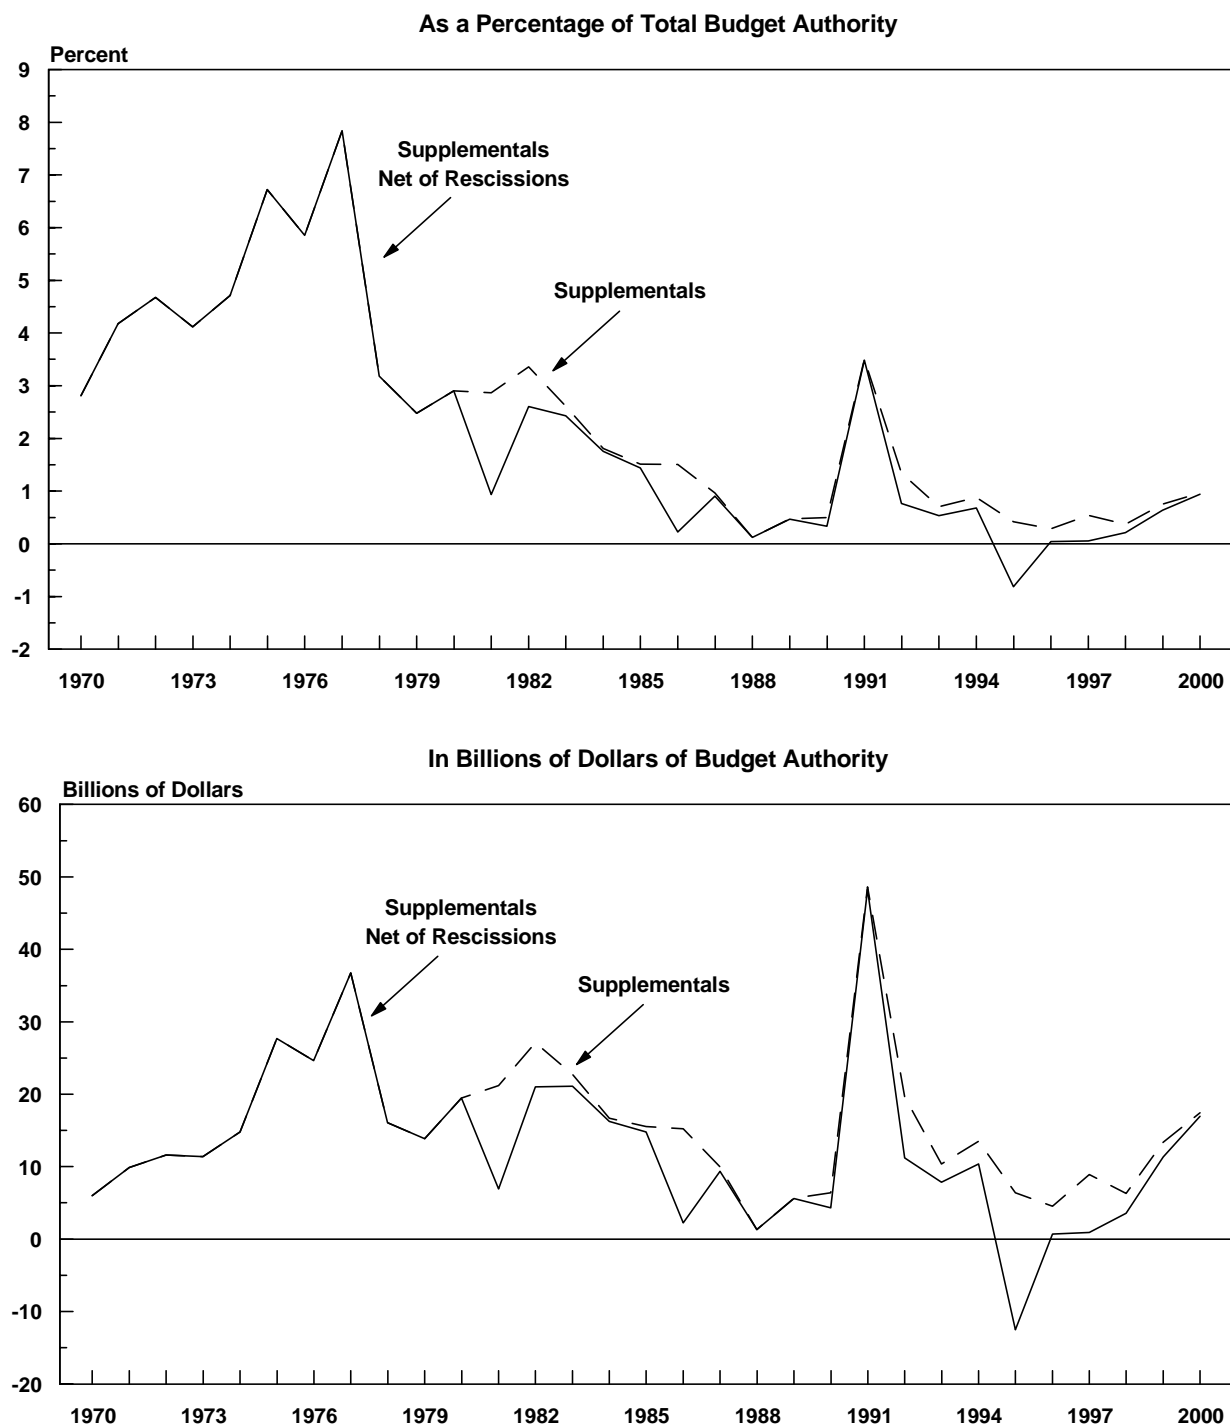 As a Percentage of Total Budget Authority
Percent
9
8
7
6
5
4
3
2
1
0
-1
-2
Supplementals
Net of Rescissions
Supplementals
1970 1973 1976 1979 1982 1985 1988 1991 1994 1997 2000
In Billions of Dollars of Budget Authority
Billions of Dollars
60
50
40
30
20
10
0
-10
-20
Supplementals
Net of Rescissions
Supplementals
1970 1973 1976 1979 1982 1985 1988 1991 1994 1997 2000